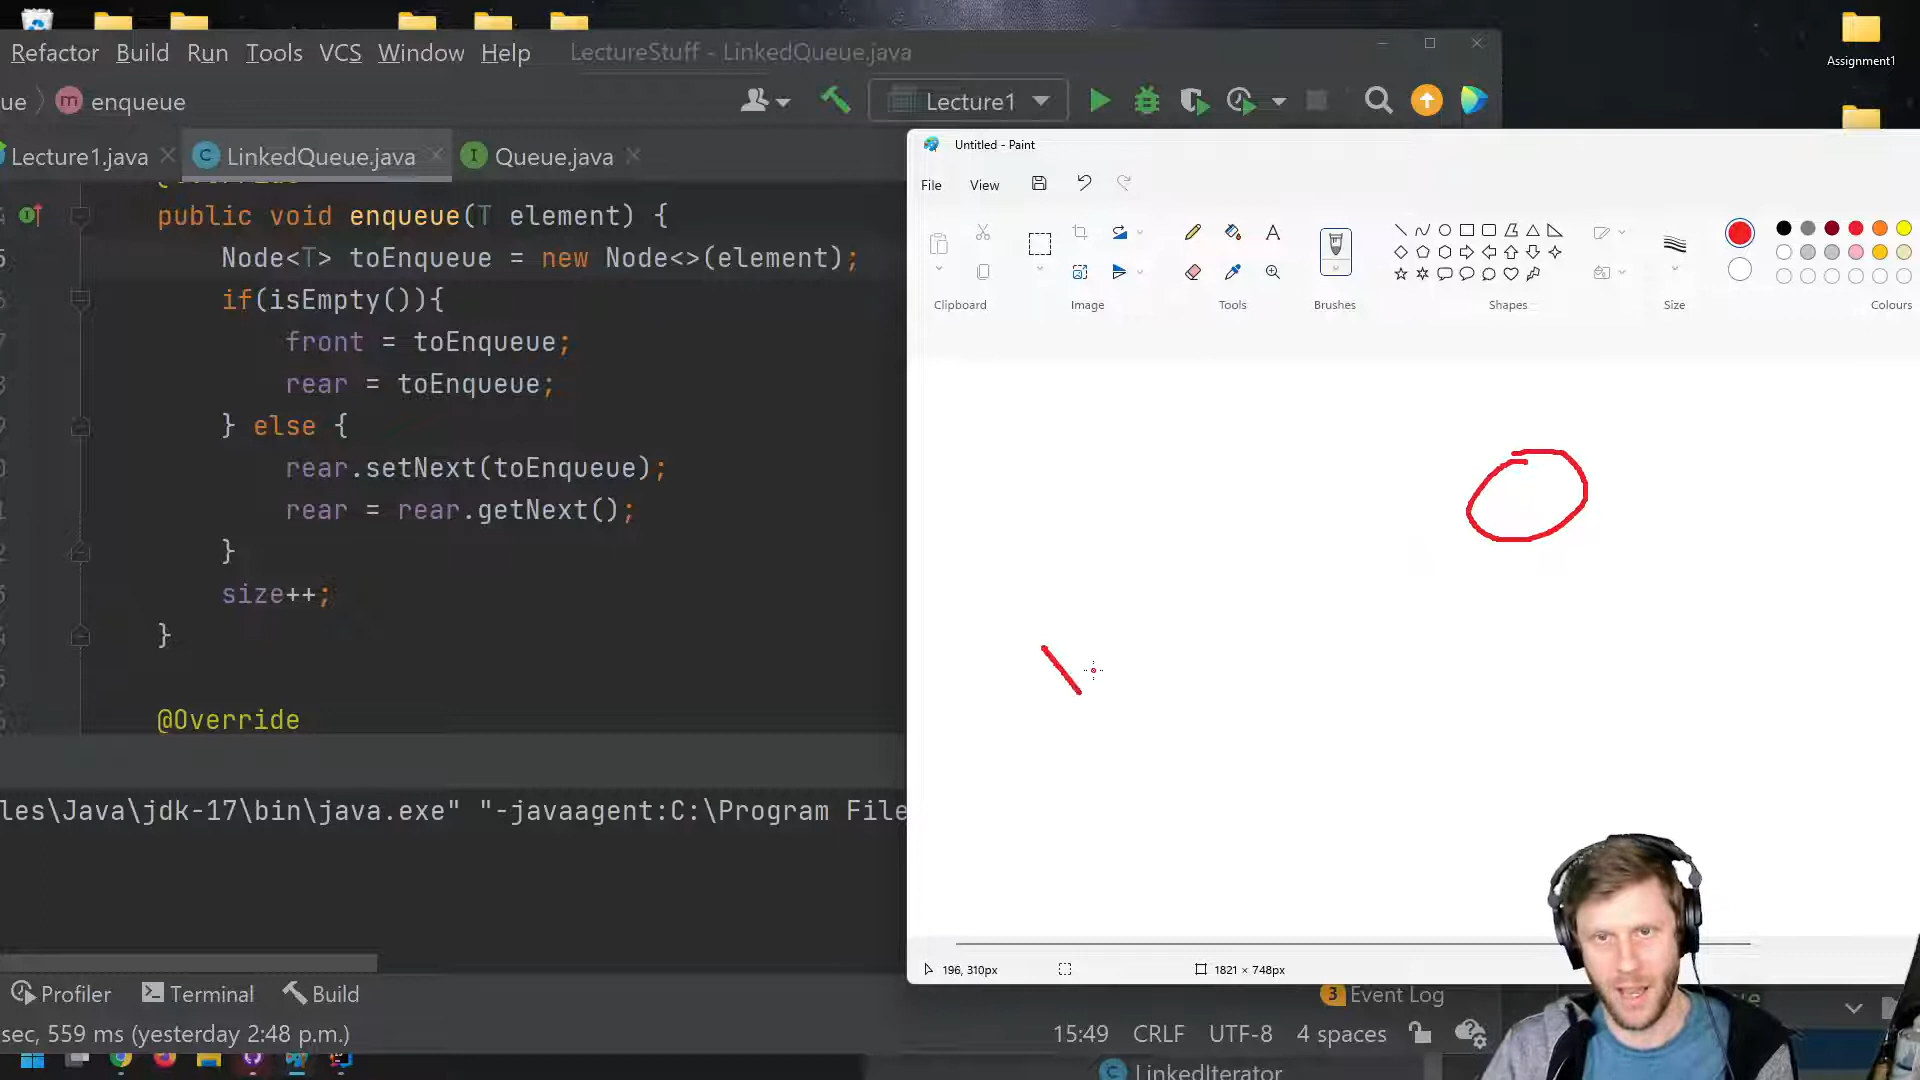 Assignment1
Refactor Build Run Tools VCS Window Help LectureStuff - LinkedQueue.java
ue m enqueue Lecture1
Lecture1.java C LinkedQueue.java I Queue.java
public void enqueue(T element) {
Node<T> toEnqueue = new Node<>(element);
if(isEmpty()){
front = toEnqueue;
rear = toEnqueue;
} else {
rear.setNext(toEnqueue);
rear = rear.getNext();
}
size++;
}
@Override
les\Java\jdk-17\bin\java.exe" "-javaagent:C:\Program File
Profiler Terminal Build
3 Event Log
sec, 559 ms (yesterday 2:48 p.m.)
15:49 CRLF UTF-8 4 spaces
C LinkedIterator
Untitled - Paint
File View
Clipboard Image Tools Brushes Shapes Size Colours
196, 310px 1821 × 748px